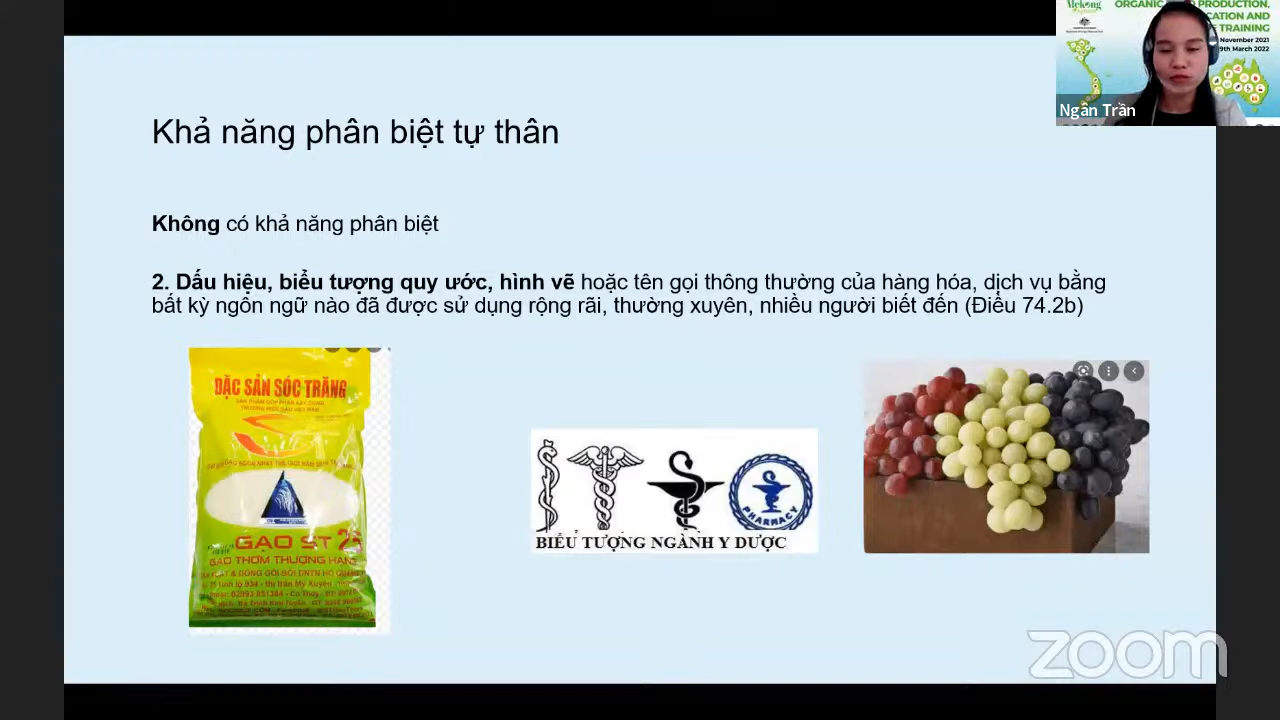 Mekong
ORGANIC
PRODUCTION,
CATION AND
TRAINING
November 2021
9th March 2022
Ngân Trần
Khả năng phân biệt tự thân
Không có khả năng phân biệt
2. Dấu hiệu, biểu tượng quy ước, hình vẽ hoặc tên gọi thông thường của hàng hóa, dịch vụ bằng
bất kỳ ngôn ngữ nào đã được sử dụng rộng rãi, thường xuyên, nhiều người biết đến (Điều 74.2b)
ĐẶC SẢN SÓC TRĂNG
GẠO ST 25
GẠO THƠM THƯỢNG HẠNG
PHARMACY
BIỂU TƯỢNG NGÀNH Y DƯỢC
zoom